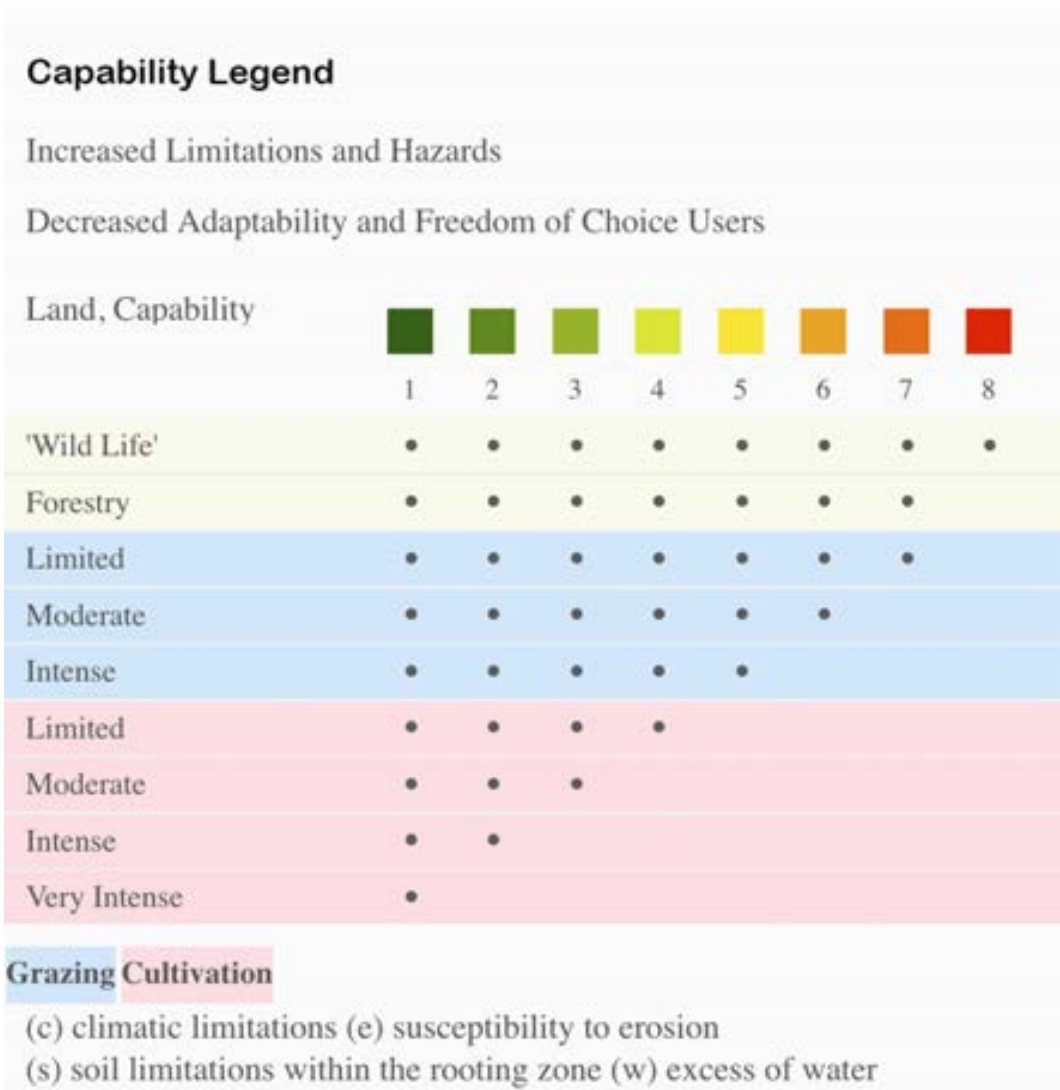 Capability Legend
Increased Limitations and Hazards
Decreased Adaptability and Freedom of Choice Users
Land, Capability
1 2 3 4 5 6 7 8
'Wild Life' • • • • • • • •
Forestry • • • • • • •
Limited • • • • • • •
Moderate • • • • • •
Intense • • • • •
Limited • • • •
Moderate • • •
Intense • •
Very Intense •
Grazing Cultivation
(c) climatic limitations (e) susceptibility to erosion
(s) soil limitations within the rooting zone (w) excess of water